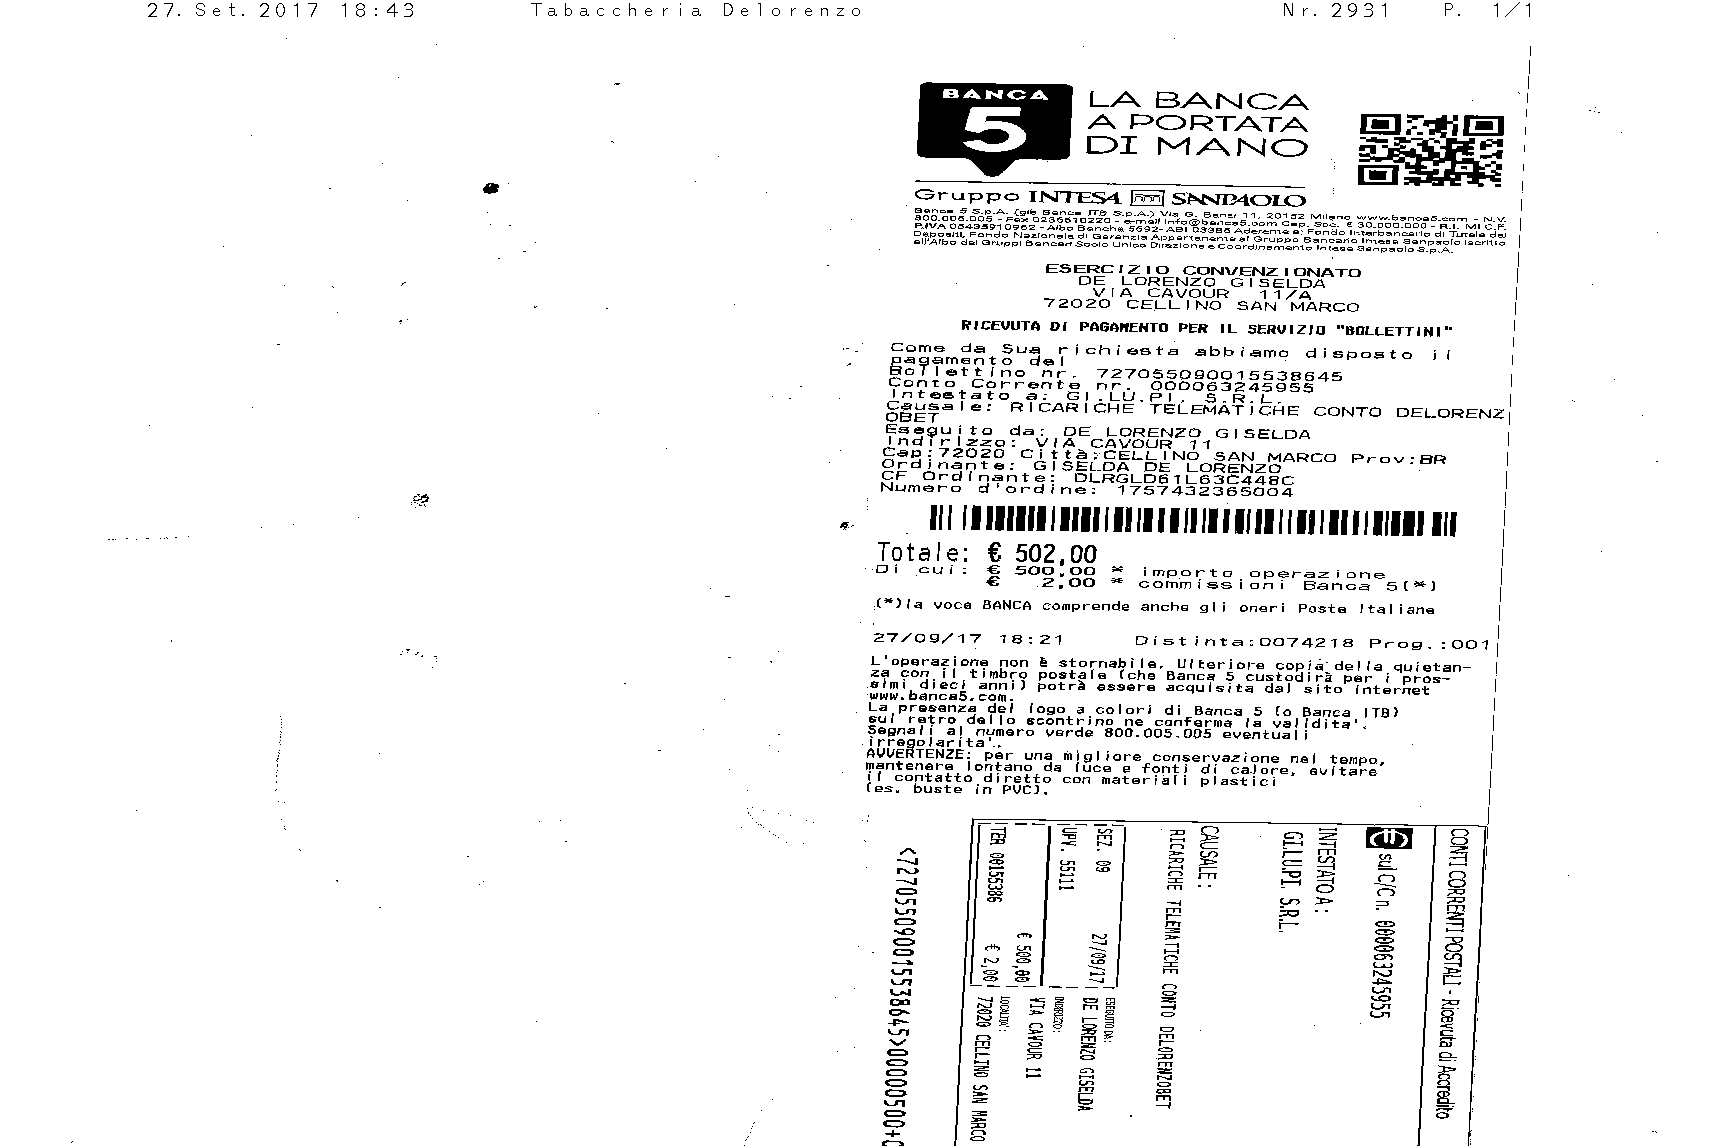 27. Set. 2017 18:43 Tabaccheria Delorenzo Nr. 2931 P. 1/1
BANCA
5
LA BANCA
A PORTATA
DI MANO
Gruppo INTESA SANPAOLO
Banca 5 S.p.A. (già Banca ITB S.p.A.) Via G. Bensi 11, 20152 Milano www.banca5.com - N.V.
800.005.005 - Fax 0236510220 - e-mail info@banca5.com Cap. Soc. € 30.000.000 - R.I. MI C.F.
P.IVA 06435910962 - Albo Banche 5692 - ABI 03385 Aderente a: Fondo Interbancario di Tutela dei
Depositi, Fondo Nazionale di Garanzia Appartenente al Gruppo Bancario Intesa Sanpaolo iscritto
all'Albo dei Gruppi Bancari Socio Unico Direzione e Coordinamento Intesa Sanpaolo S.p.A.
ESERCIZIO CONVENZIONATO
DE LORENZO GISELDA
VIA CAVOUR 11/A
72020 CELLINO SAN MARCO
RICEVUTA DI PAGAMENTO PER IL SERVIZIO "BOLLETTINI"
Come da Sua richiesta abbiamo disposto il
pagamento del
Bollettino nr. 727055090015538645
Conto Corrente nr. 000063245955
Intestato a: GI.LU.PI. S.R.L.
Causale: RICARICHE TELEMATICHE CONTO DELORENZ
OBET
Eseguito da: DE LORENZO GISELDA
Indirizzo: VIA CAVOUR 11
Cap:72020 Città:CELLINO SAN MARCO Prov:BR
Ordinante: GISELDA DE LORENZO
CF Ordinante: DLRGLD61L63C448C
Numero d'ordine: 1757432365004
Totale: € 502,00
Di cui: € 500,00 * importo operazione
€ 2,00 * commissioni Banca 5(*)
(*)la voce BANCA comprende anche gli oneri Poste Italiane
27/09/17 18:21 Distinta:0074218 Prog.:001
L'operazione non è stornabile. Ulteriore copia della quietan-
za con il timbro postale (che Banca 5 custodirà per i pros-
simi dieci anni) potrà essere acquisita dal sito internet
www.banca5.com.
La presenza del logo a colori di Banca 5 (o Banca ITB)
sul retro dello scontrino ne conferma la validita'.
Segnali al numero verde 800.005.005 eventuali
irregolarita'.
AVVERTENZE: per una migliore conservazione nel tempo,
mantenere lontano da luce e fonti di calore, evitare
il contatto diretto con materiali plastici
(es. buste in PVC).
CONTI CORRENTI POSTALI - Ricevuta di Accredito
sul C/C n. 000063245955
INTESTATO A:
GI.LU.PI. S.R.L.
CAUSALE:
RICARICHE TELEMATICHE CONTO DELORENZOBET
SEZ. 09 27/09/17
UPV. 55111
€ 500,00
TER 00155386 € 2,00
ESEGUITO DA:
DE LORENZO GISELDA
INDIRIZZO:
VIA CAVOUR 11
LOCALITA':
72020 CELLINO SAN MARCO
<727055090015538645>00000050+0